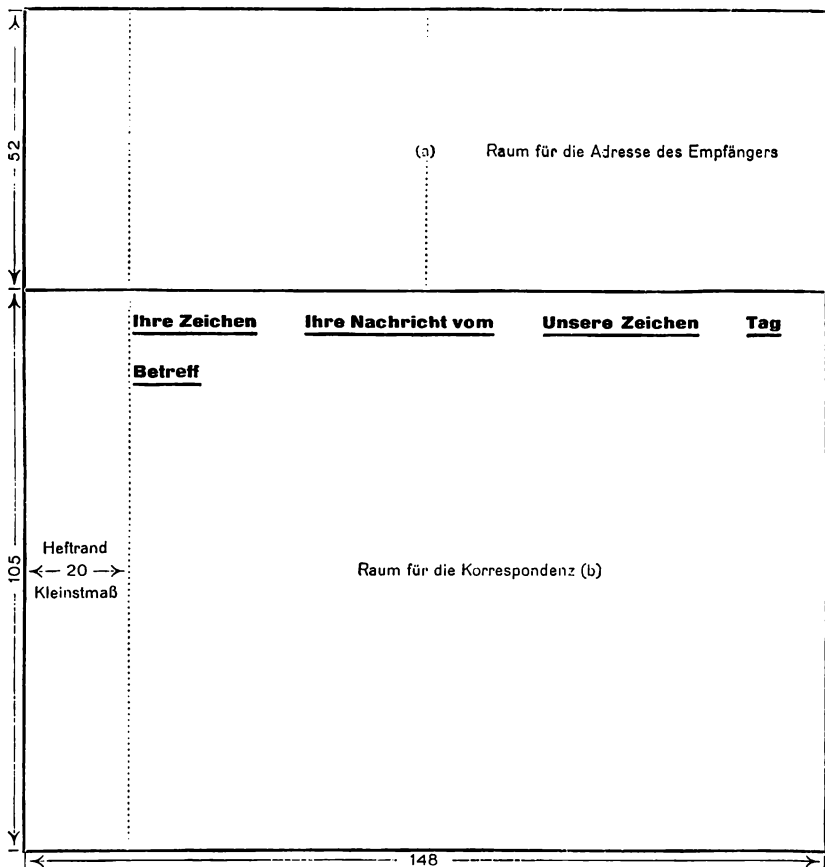 52
(a) Raum für die Adresse des Empfängers
Ihre Zeichen Ihre Nachricht vom Unsere Zeichen Tag
Betreff
105
Heftrand
20
Kleinstmaß
Raum für die Korrespondenz (b)
148